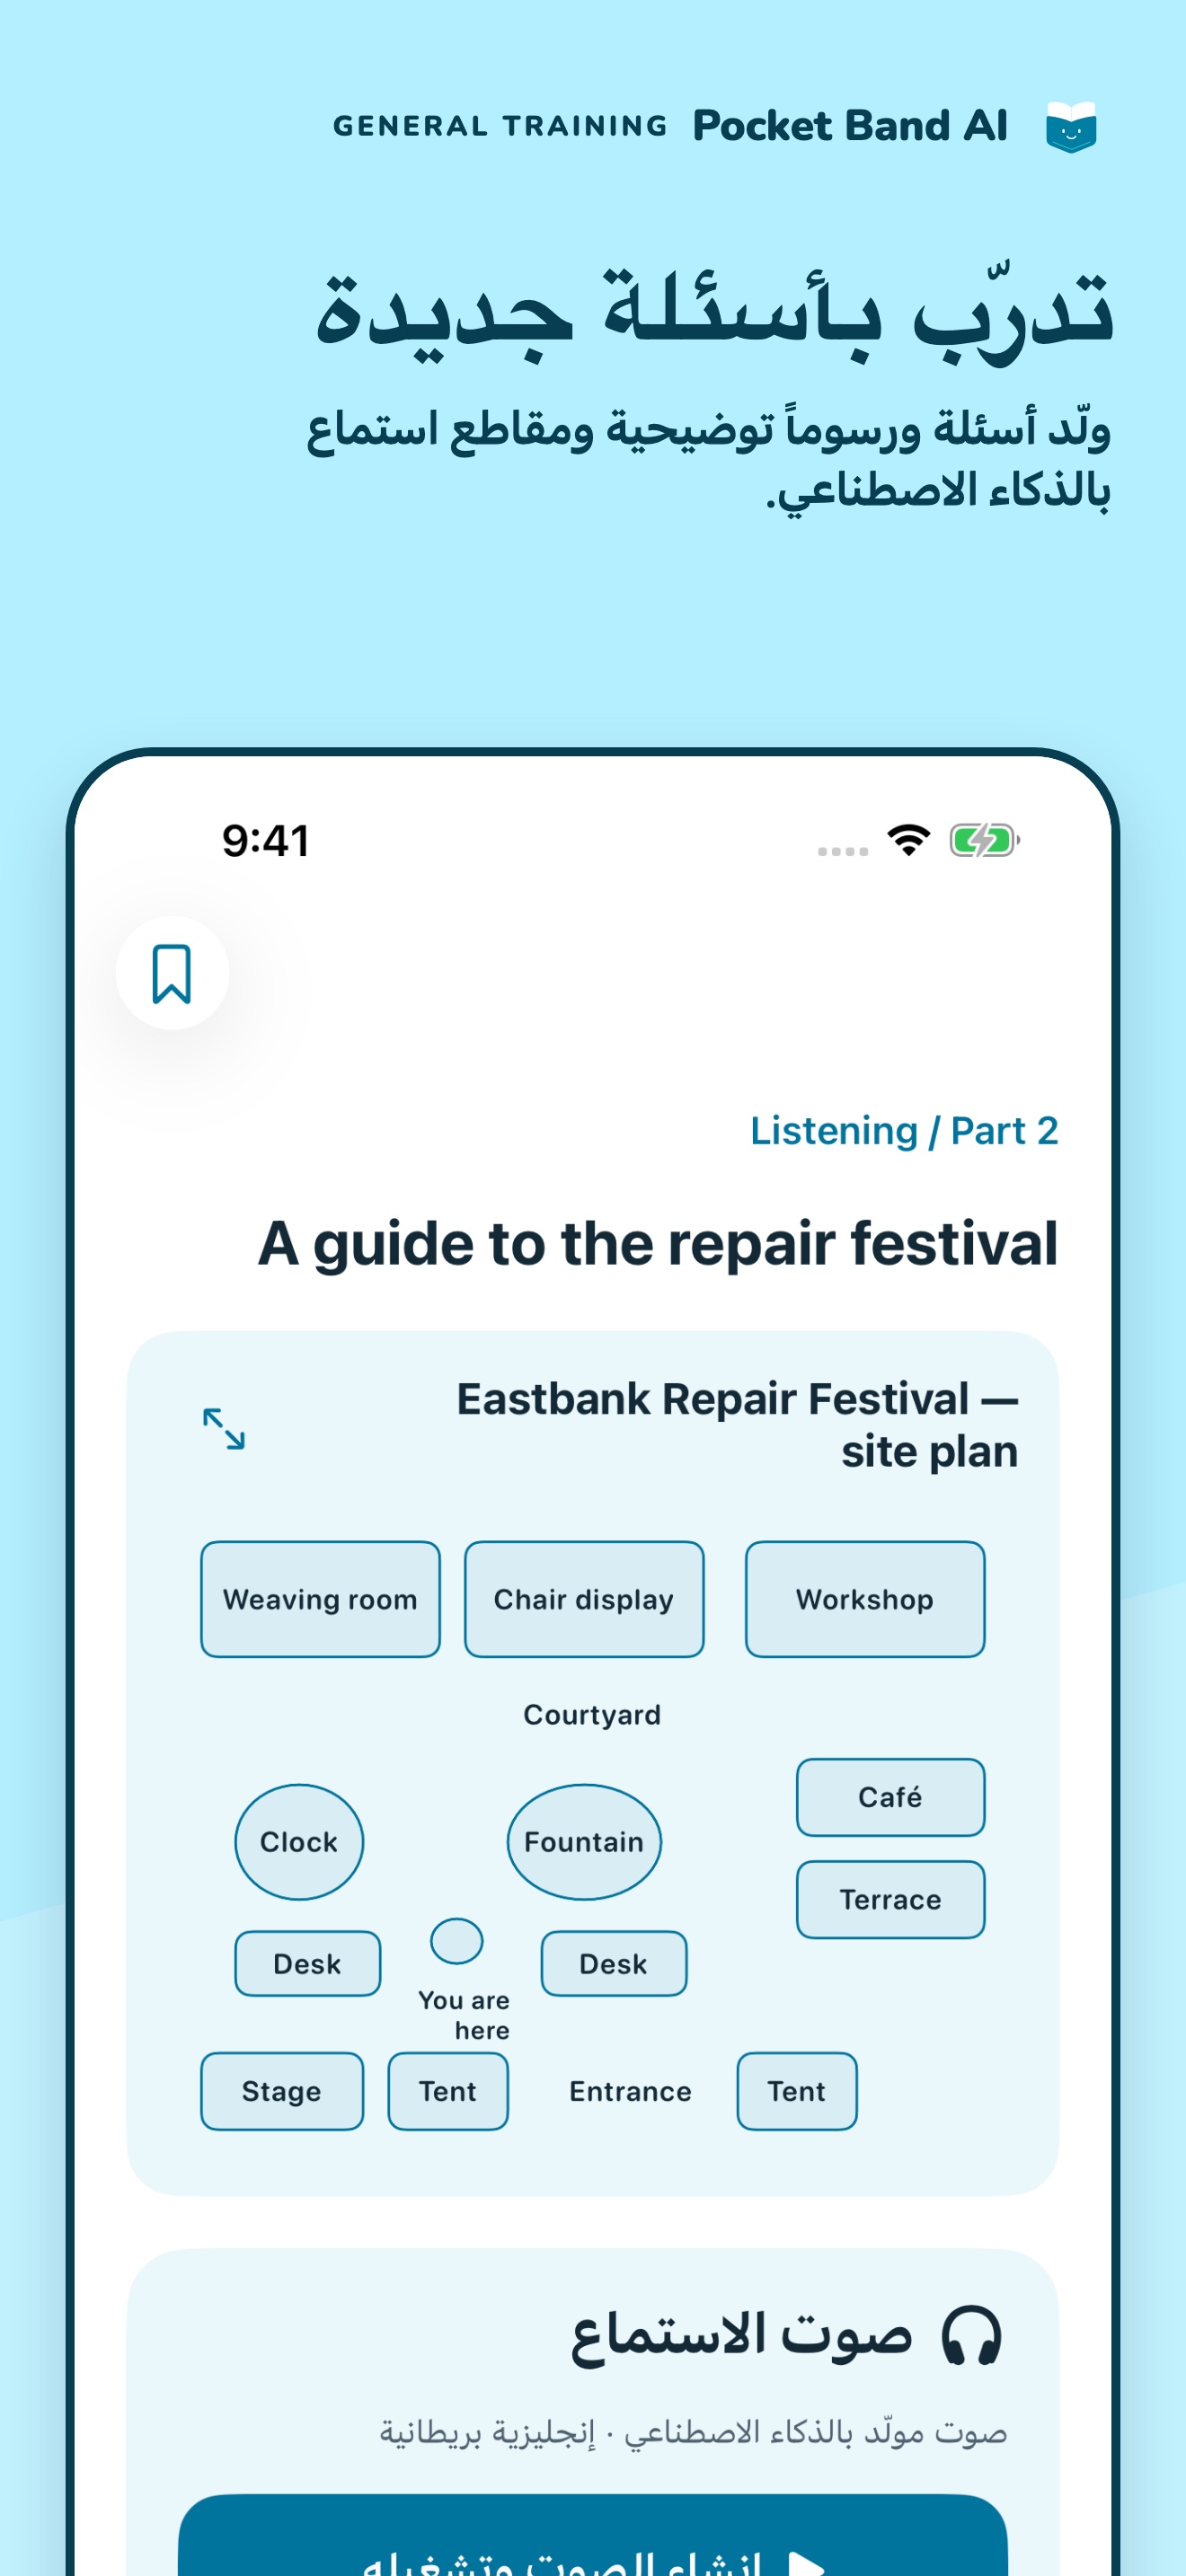 Pocket Band AI GENERAL TRAINING
تدرّب بأسئلة جديدة
ولّد أسئلة ورسوماً توضيحية ومقاطع استماع
بالذكاء الاصطناعي.
9:41
Listening / Part 2
A guide to the repair festival
Eastbank Repair Festival —
site plan
Weaving room Chair display Workshop
Courtyard
Café
Clock Fountain
Terrace
Desk Desk
You are
here
Stage Tent Entrance Tent
صوت الاستماع
صوت مولّد بالذكاء الاصطناعي · إنجليزية بريطانية
إنشاء الصوت وتشغيله